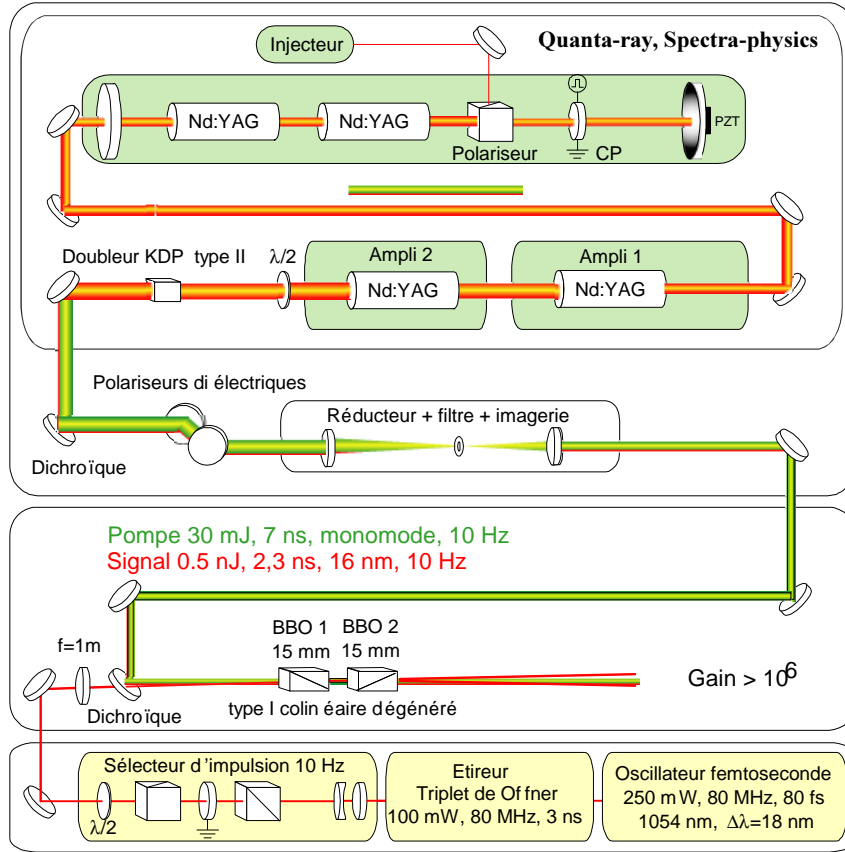 Quanta-ray, Spectra-physics
Injecteur
Nd:YAG
Nd:YAG
Polariseur
CP
PZT
Doubleur KDP type II
λ/2
Ampli 2
Ampli 1
Nd:YAG
Nd:YAG
Polariseurs di électriques
Réducteur + filtre + imagerie
Dichroïque
Pompe 30 mJ, 7 ns, monomode, 10 Hz
Signal 0.5 nJ, 2,3 ns, 16 nm, 10 Hz
BBO 1
15 mm
BBO 2
15 mm
f=1m
Gain > 10⁶
Dichroïque
type I colin éaire dégénéré
Sélecteur d'impulsion 10 Hz
λ/2
Etireur
Triplet de Offner
100 mW, 80 MHz, 3 ns
Oscillateur femtoseconde
250 mW, 80 MHz, 80 fs
1054 nm, Δλ=18 nm